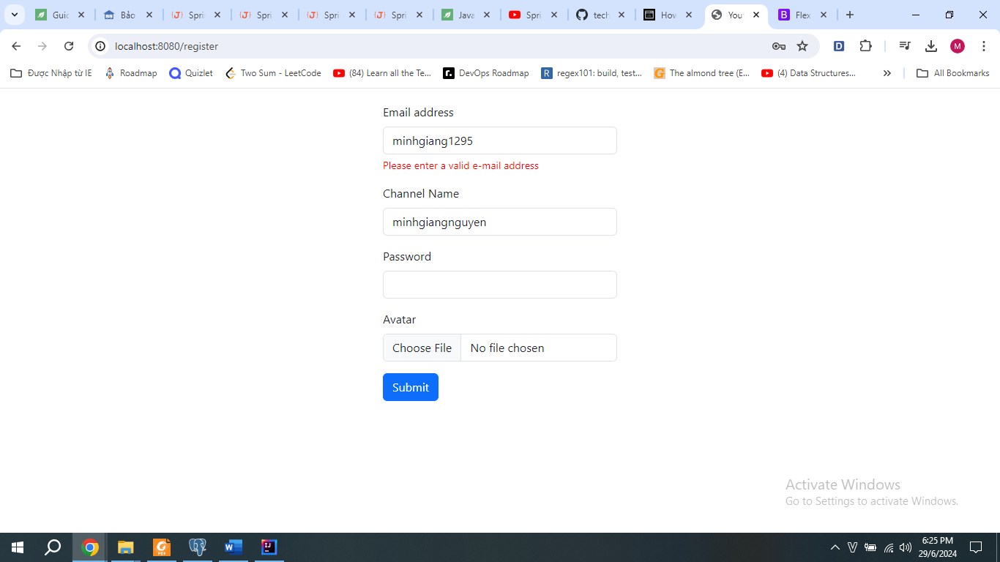 Guid Bảo Spri Spri Spri Spri Java Spri tech How You Flex
localhost:8080/register
Được Nhập từ IE Roadmap Quizlet Two Sum - LeetCode (84) Learn all the Te... DevOps Roadmap regex101: build, test... The almond tree (E... (4) Data Structures... All Bookmarks
Email address
minhgiang1295
Please enter a valid e-mail address
Channel Name
minhgiangnguyen
Password
Avatar
Choose File No file chosen
Submit
Activate Windows
Go to Settings to activate Windows.
6:25 PM
29/6/2024